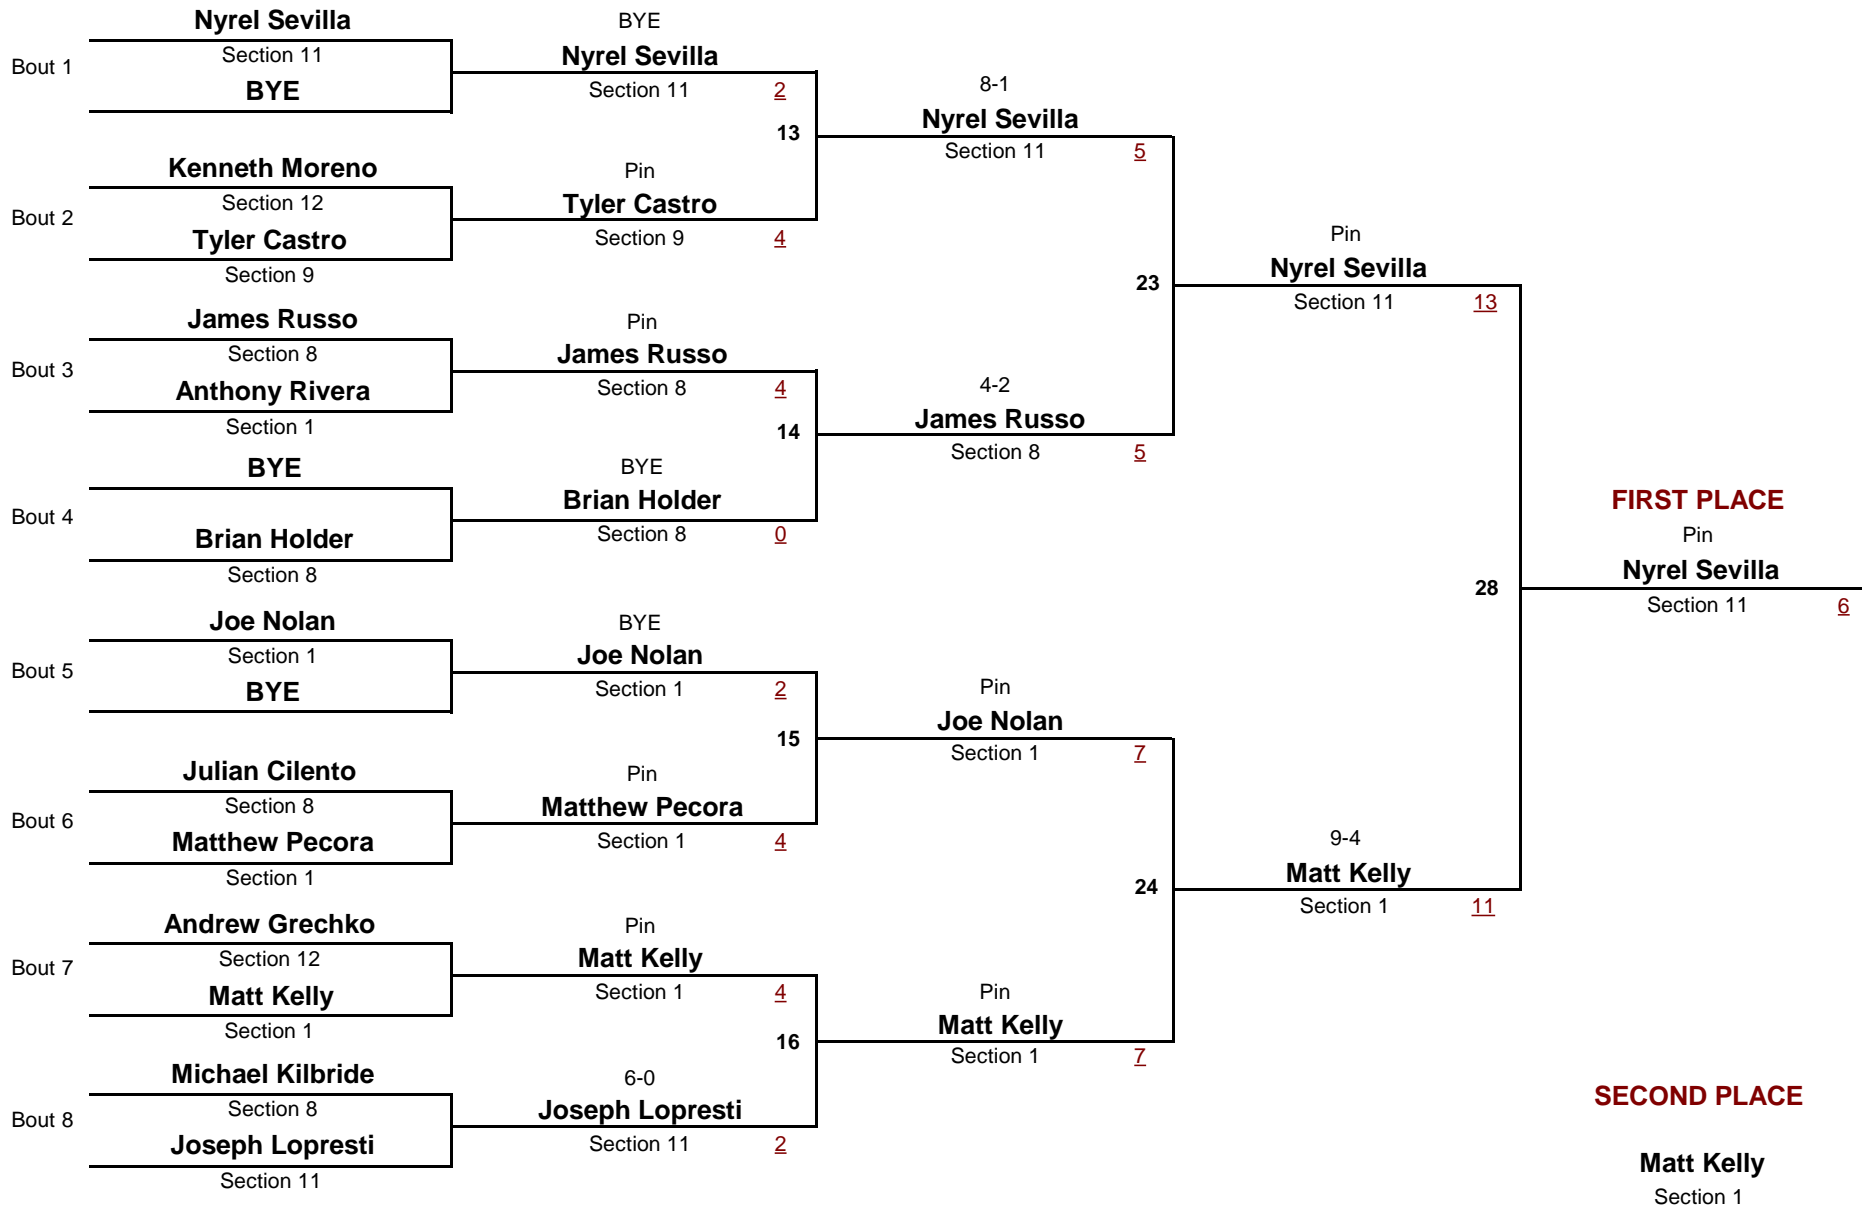 Nyrel Sevilla
Bout 1
Section 11
BYE
Kenneth Moreno
Bout 2
Section 12
Tyler Castro
Section 9
James Russo
Bout 3
Section 8
Anthony Rivera
Section 1
BYE
Bout 4
Brian Holder
Section 8
Joe Nolan
Bout 5
Section 1
BYE
Julian Cilento
Bout 6
Section 8
Matthew Pecora
Section 1
Andrew Grechko
Bout 7
Section 12
Matt Kelly
Section 1
Michael Kilbride
Bout 8
Section 8
Joseph Lopresti
Section 11
BYE
Nyrel Sevilla
Section 11 2
13
Pin
Tyler Castro
Section 9 4
Pin
James Russo
Section 8 4
14
BYE
Brian Holder
Section 8 0
BYE
Joe Nolan
Section 1 2
15
Pin
Matthew Pecora
Section 1 4
Pin
Matt Kelly
Section 1 4
16
6-0
Joseph Lopresti
Section 11 2
8-1
Nyrel Sevilla
Section 11 5
23
4-2
James Russo
Section 8 5
Pin
Joe Nolan
Section 1 7
24
Pin
Matt Kelly
Section 1 7
Pin
Nyrel Sevilla
Section 11 13
28
9-4
Matt Kelly
Section 1 11
FIRST PLACE
Pin
Nyrel Sevilla
Section 11 6
SECOND PLACE
Matt Kelly
Section 1